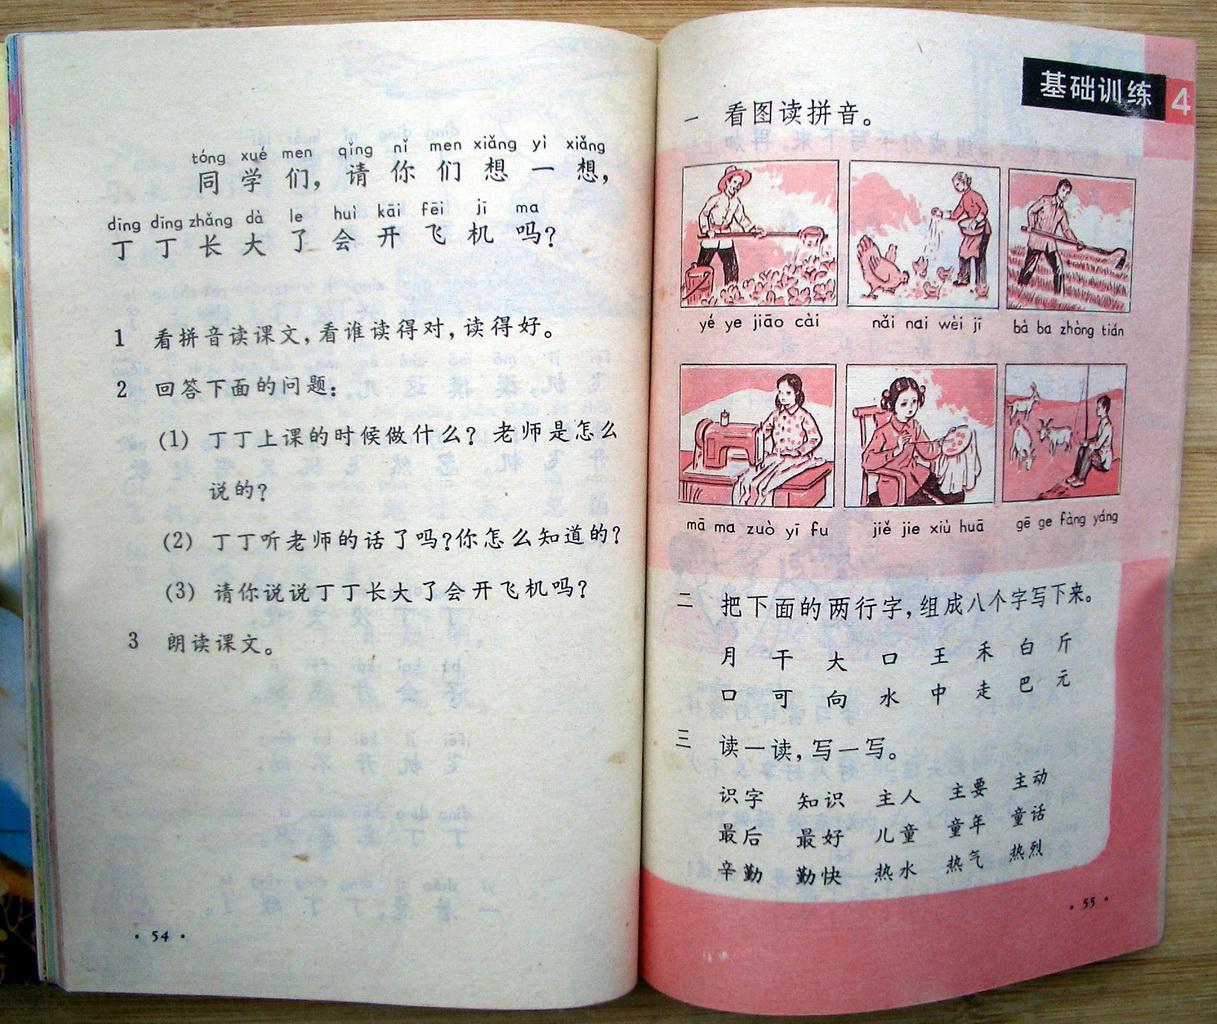 tóng xué men qǐng nǐ men xiǎng yì xiǎng
同学们，请你们想一想，
dīng dīng zhǎng dà le huì kāi fēi jī ma
丁丁长大了会开飞机吗？
1 看拼音读课文，看谁读得对，读得好。
2 回答下面的问题：
(1) 丁丁上课的时候做什么？老师是怎么
说的？
(2) 丁丁听老师的话了吗？你怎么知道的？
(3) 请你说说丁丁长大了会开飞机吗？
3 朗读课文。
· 54 ·
基础训练 4
一 看图读拼音。
yé ye jiāo cài
nǎi nai wèi jī
bà ba zhòng tián
mā ma zuò yī fu
jiě jie xiù huā
gē ge fàng yáng
二 把下面的两行字，组成八个字写下来。
月 干 大 口 王 禾 白 斤
口 可 向 水 中 走 巴 元
三 读一读，写一写。
识字 知识 主人 主要 主动
最后 最好 儿童 童年 童话
辛勤 勤快 热水 热气 热烈
· 55 ·